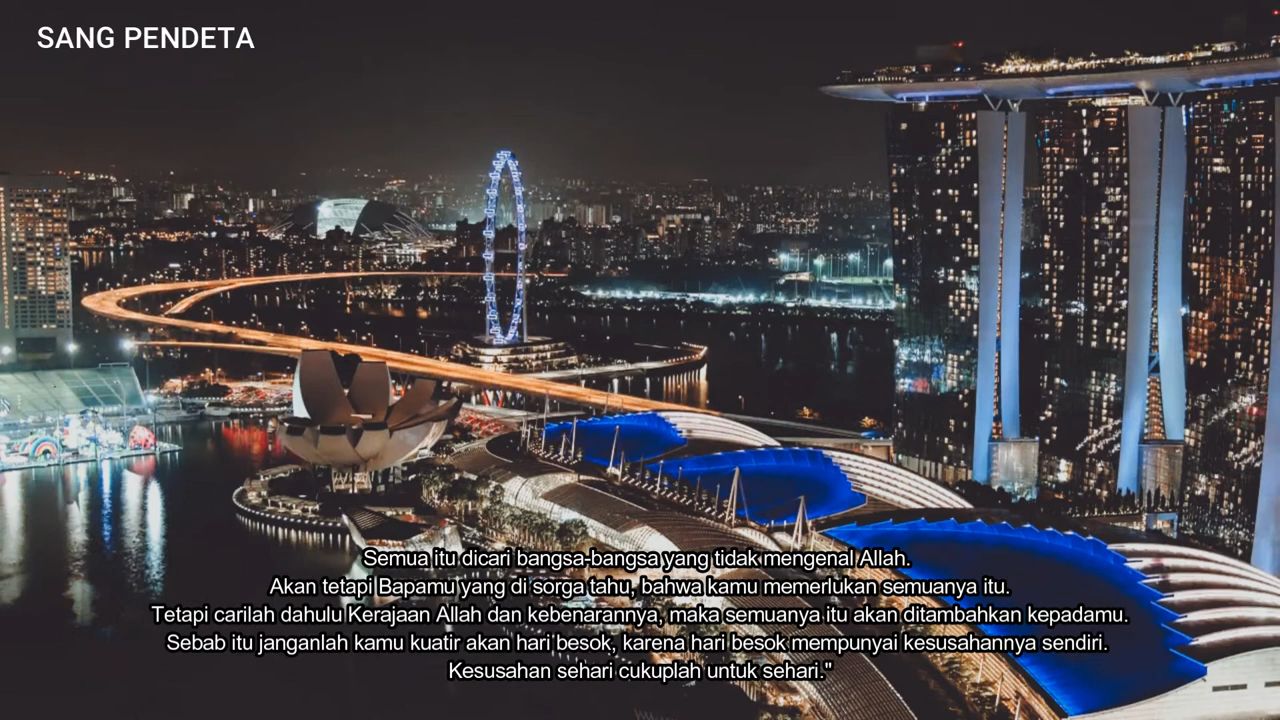 SANG PENDETA
Semua itu dicari bangsa-bangsa yang tidak mengenal Allah.
Akan tetapi Bapamu yang di sorga tahu, bahwa kamu memerlukan semuanya itu.
Tetapi carilah dahulu Kerajaan Allah dan kebenarannya, maka semuanya itu akan ditambahkan kepadamu.
Sebab itu janganlah kamu kuatir akan hari besok, karena hari besok mempunyai kesusahannya sendiri.
Kesusahan sehari cukuplah untuk sehari."